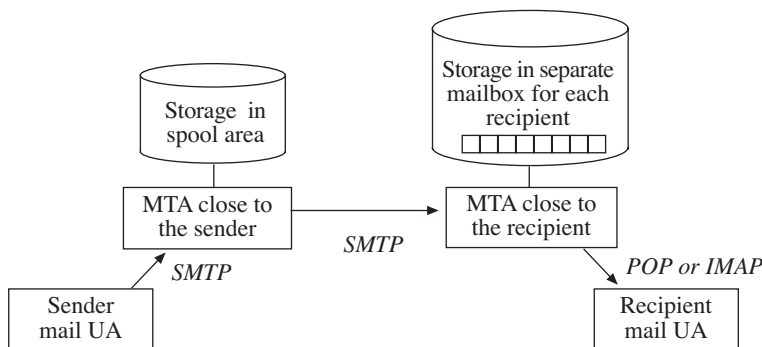 Storage in
spool area
Storage in separate
mailbox for each
recipient
MTA close to
the sender
SMTP
MTA close to
the recipient
SMTP
POP or IMAP
Sender
mail UA
Recipient
mail UA